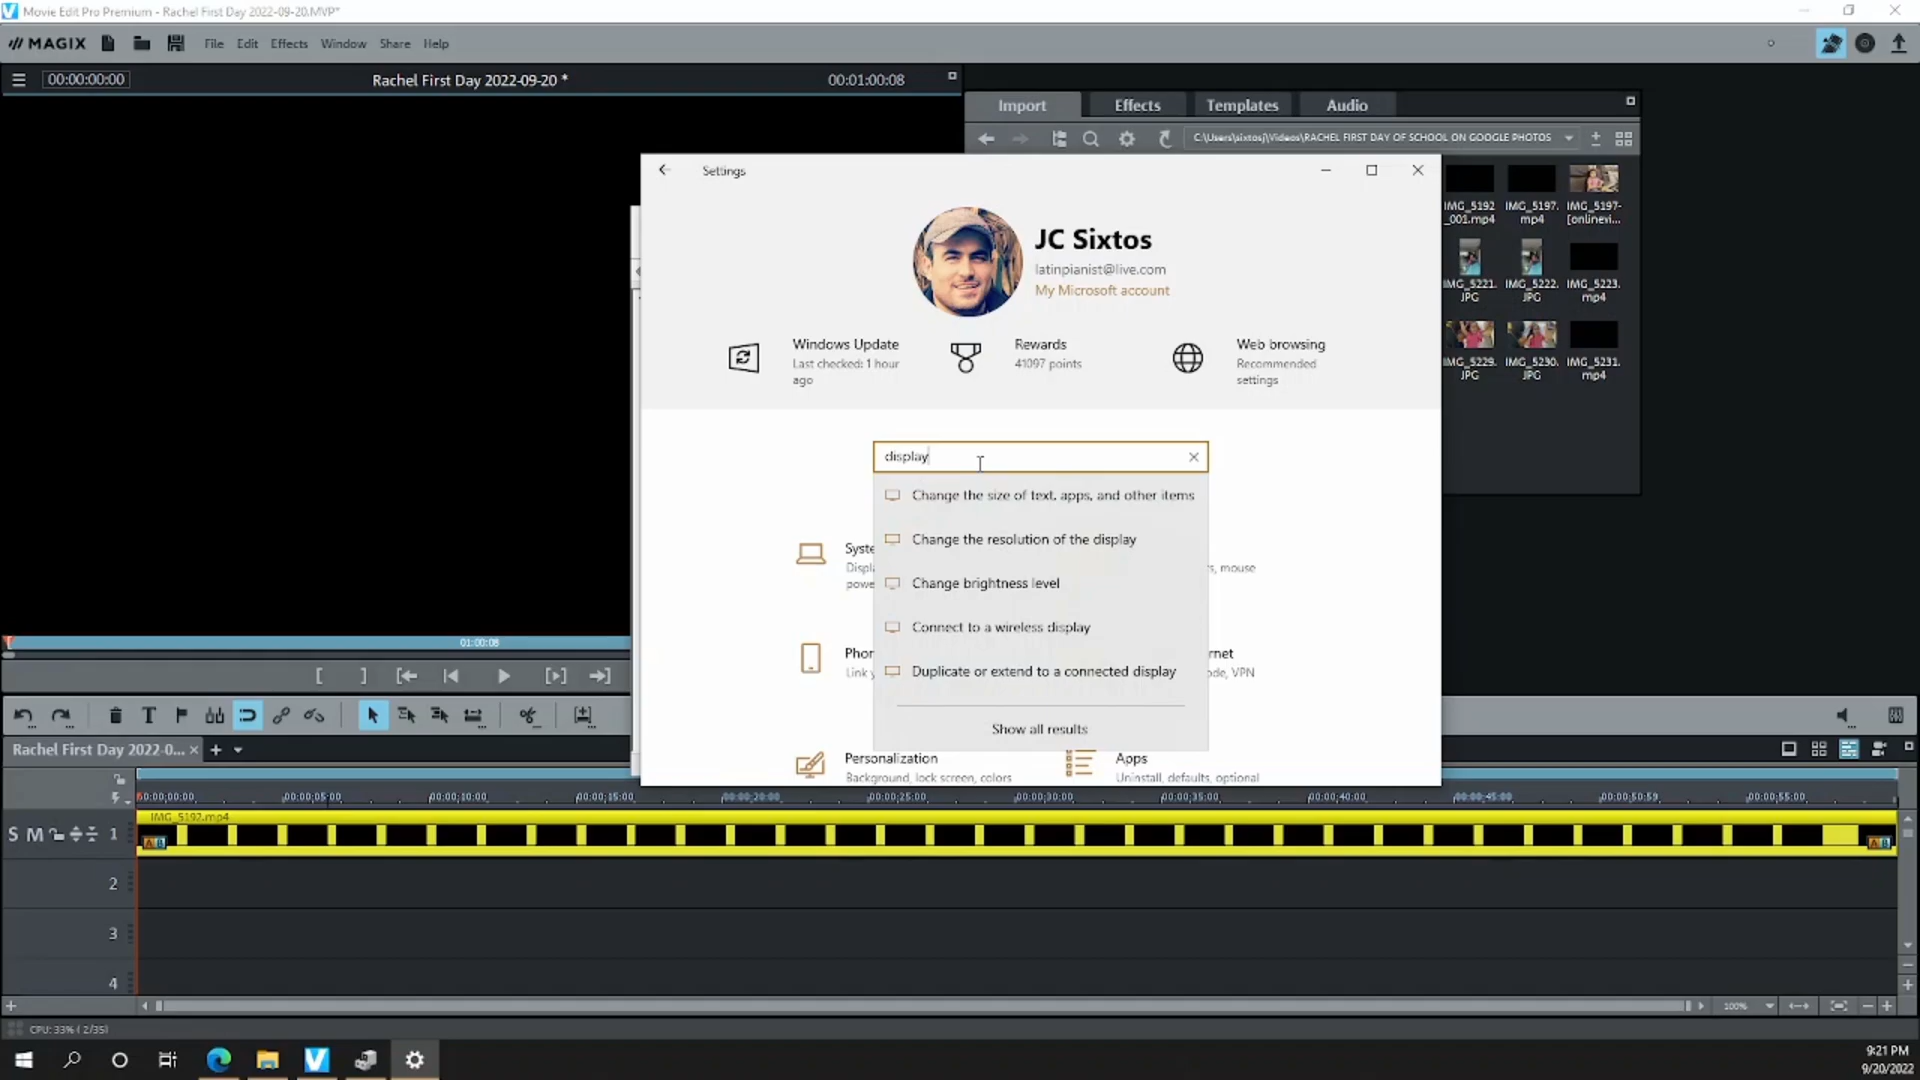 Movie Edit Pro Premium - Rachel First Day 2022-09-20.MVP*
MAGIX File Edit Effects Window Share Help
00:00:00:00 Rachel First Day 2022-09-20 * 00:01:00:08
Import Effects Templates Audio
C:\Users\sixtosj\Videos\RACHEL FIRST DAY OF SCHOOL ON GOOGLE PHOTOS
Settings
JC Sixtos
latinpianist@live.com
My Microsoft account
Windows Update
Last checked: 1 hour
ago
Rewards
41097 points
Web browsing
Recommended
settings
IMG_5192
_001.mp4
IMG_5197.
mp4
IMG_5197-
[onlinevi...
IMG_5221.
JPG
IMG_5222.
JPG
IMG_5223.
mp4
IMG_5229.
JPG
IMG_5230.
JPG
IMG_5231.
mp4
display
Change the size of text, apps, and other items
Change the resolution of the display
Change brightness level
Connect to a wireless display
Duplicate or extend to a connected display
Show all results
Syste
Displa
powe
s, mouse
Phon
Link y
rnet
ode, VPN
Personalization
Background, lock screen, colors
Apps
Uninstall, defaults, optional
01:00:08
Rachel First Day 2022-0...
00:00:00:00 00:00:05:00 00:00:10:00 00:00:15:00 00:00:20:00 00:00:25:00 00:00:30:00 00:00:35:00 00:00:40:00 00:00:45:00 00:00:50:59 00:00:55:00
IMG_5192.mp4
S M 1
A B
A B
2
3
4
100%
CPU: 33% ( 2/35)
9:21 PM
9/20/2022